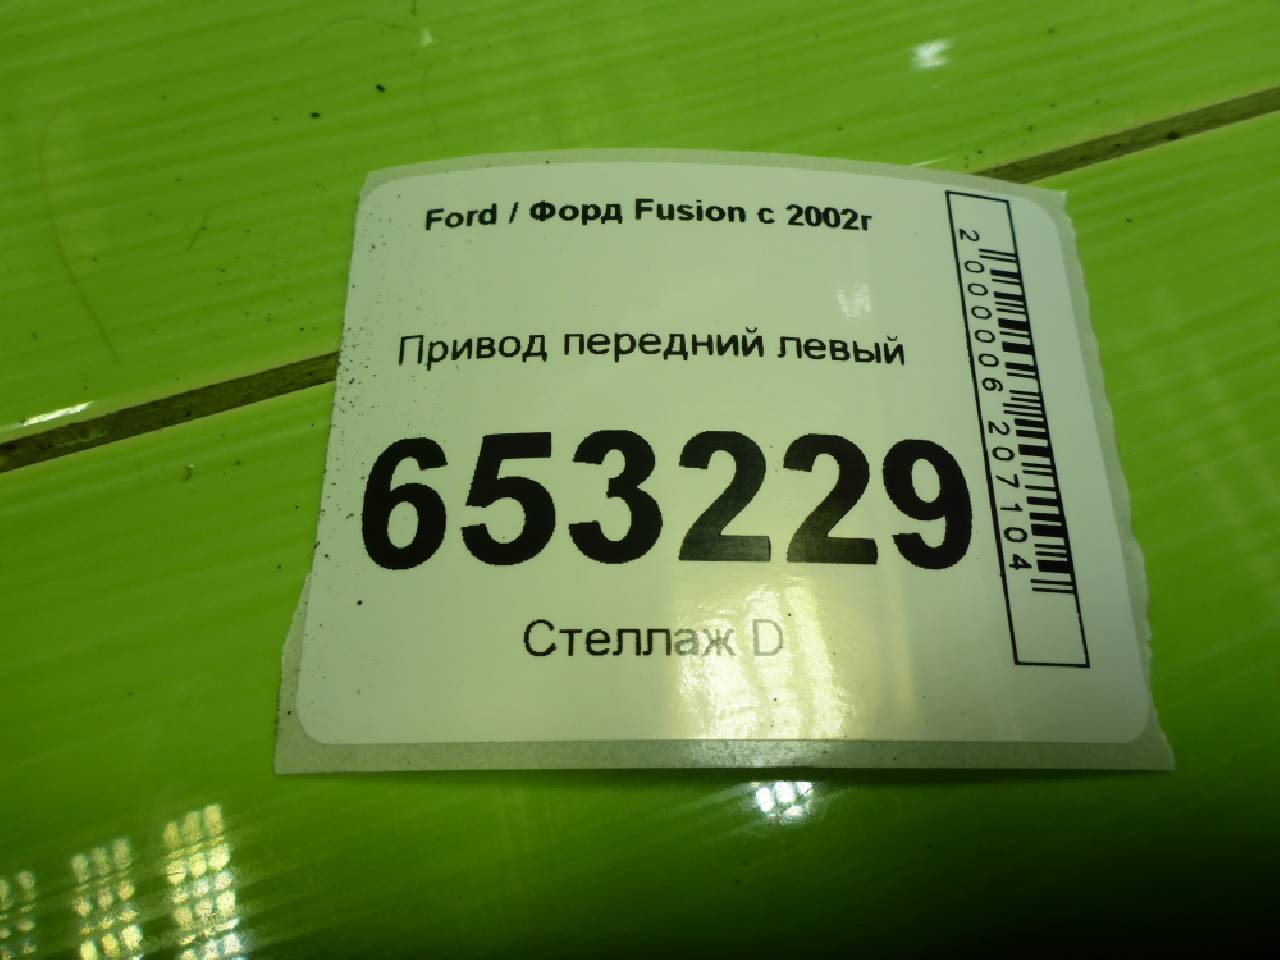 Ford / Форд Fusion с 2002г
Привод передний левый
653229
Стеллаж D
2000006207104